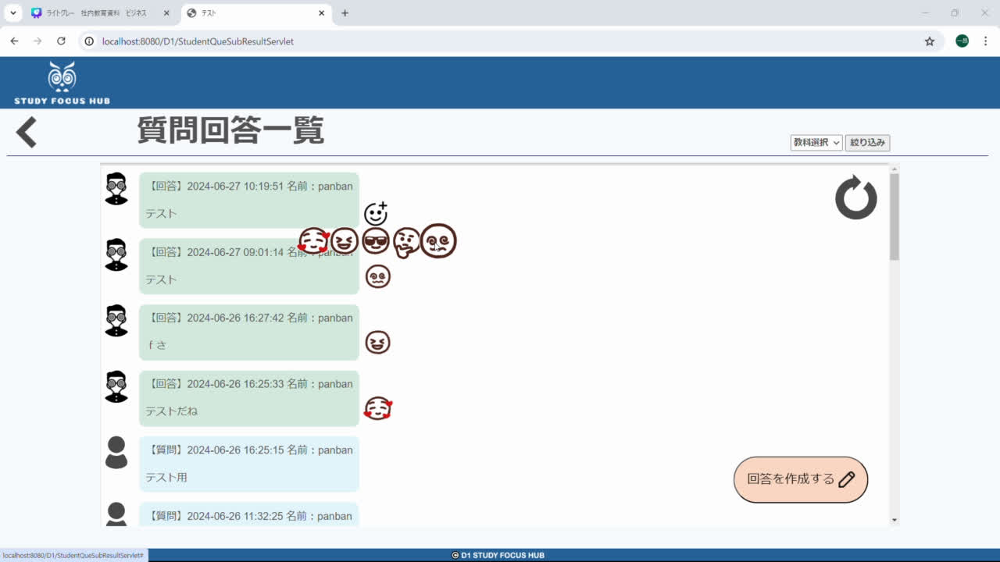 ライトグレー 社内教育資料 ビジネス
テスト
localhost:8080/D1/StudentQueSubResultServlet
STUDY FOCUS HUB
質問回答一覧
教科選択
絞り込み
【回答】2024-06-27 10:19:51 名前：panban
テスト
【回答】2024-06-27 09:01:14 名前：panban
テスト
【回答】2024-06-26 16:27:42 名前：panban
ｆさ
【回答】2024-06-26 16:25:33 名前：panban
テストだね
【質問】2024-06-26 16:25:15 名前：panban
テスト用
回答を作成する
【質問】2024-06-26 11:32:25 名前：panban
localhost:8080/D1/StudentQueSubResultServlet#
© D1 STUDY FOCUS HUB